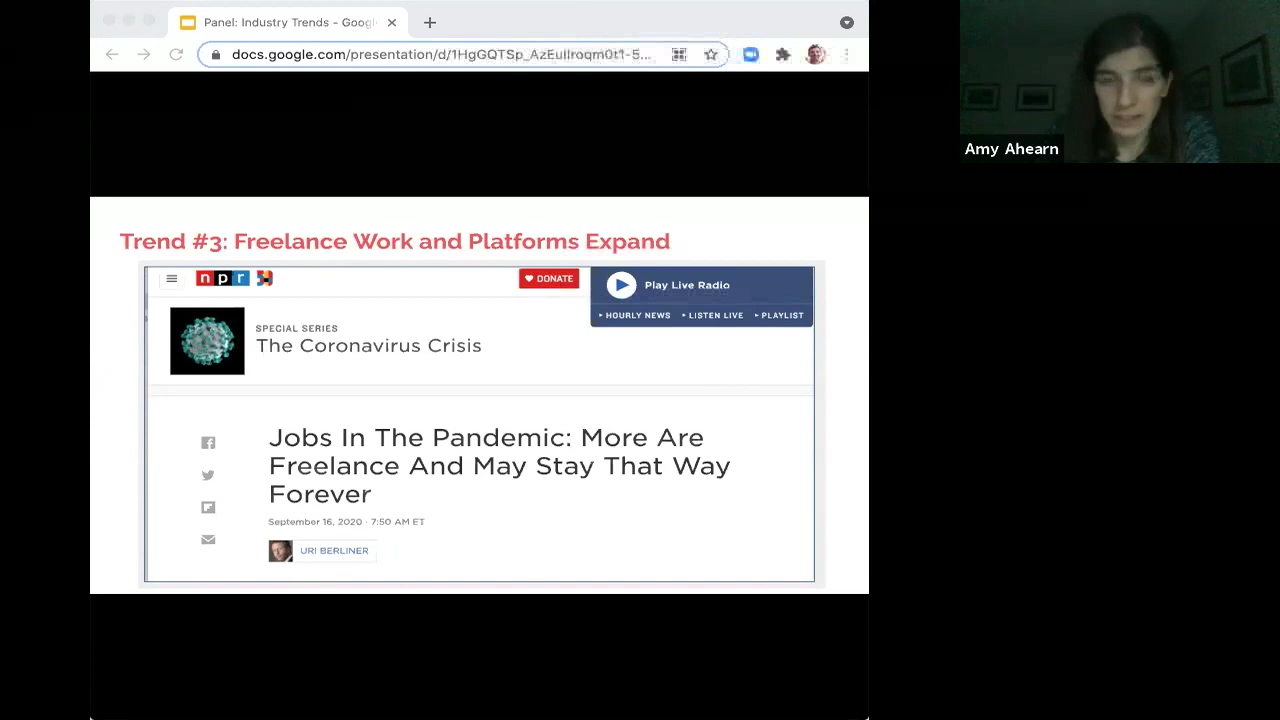 Panel: Industry Trends - Goog
docs.google.com/presentation/d/1HgGQTSp_AzEuIlroqm0t1-5...
Amy Ahearn
Trend #3: Freelance Work and Platforms Expand
npr
DONATE
Play Live Radio
HOURLY NEWS
LISTEN LIVE
PLAYLIST
SPECIAL SERIES
The Coronavirus Crisis
Jobs In The Pandemic: More Are
Freelance And May Stay That Way
Forever
September 16, 2020 · 7:50 AM ET
URI BERLINER